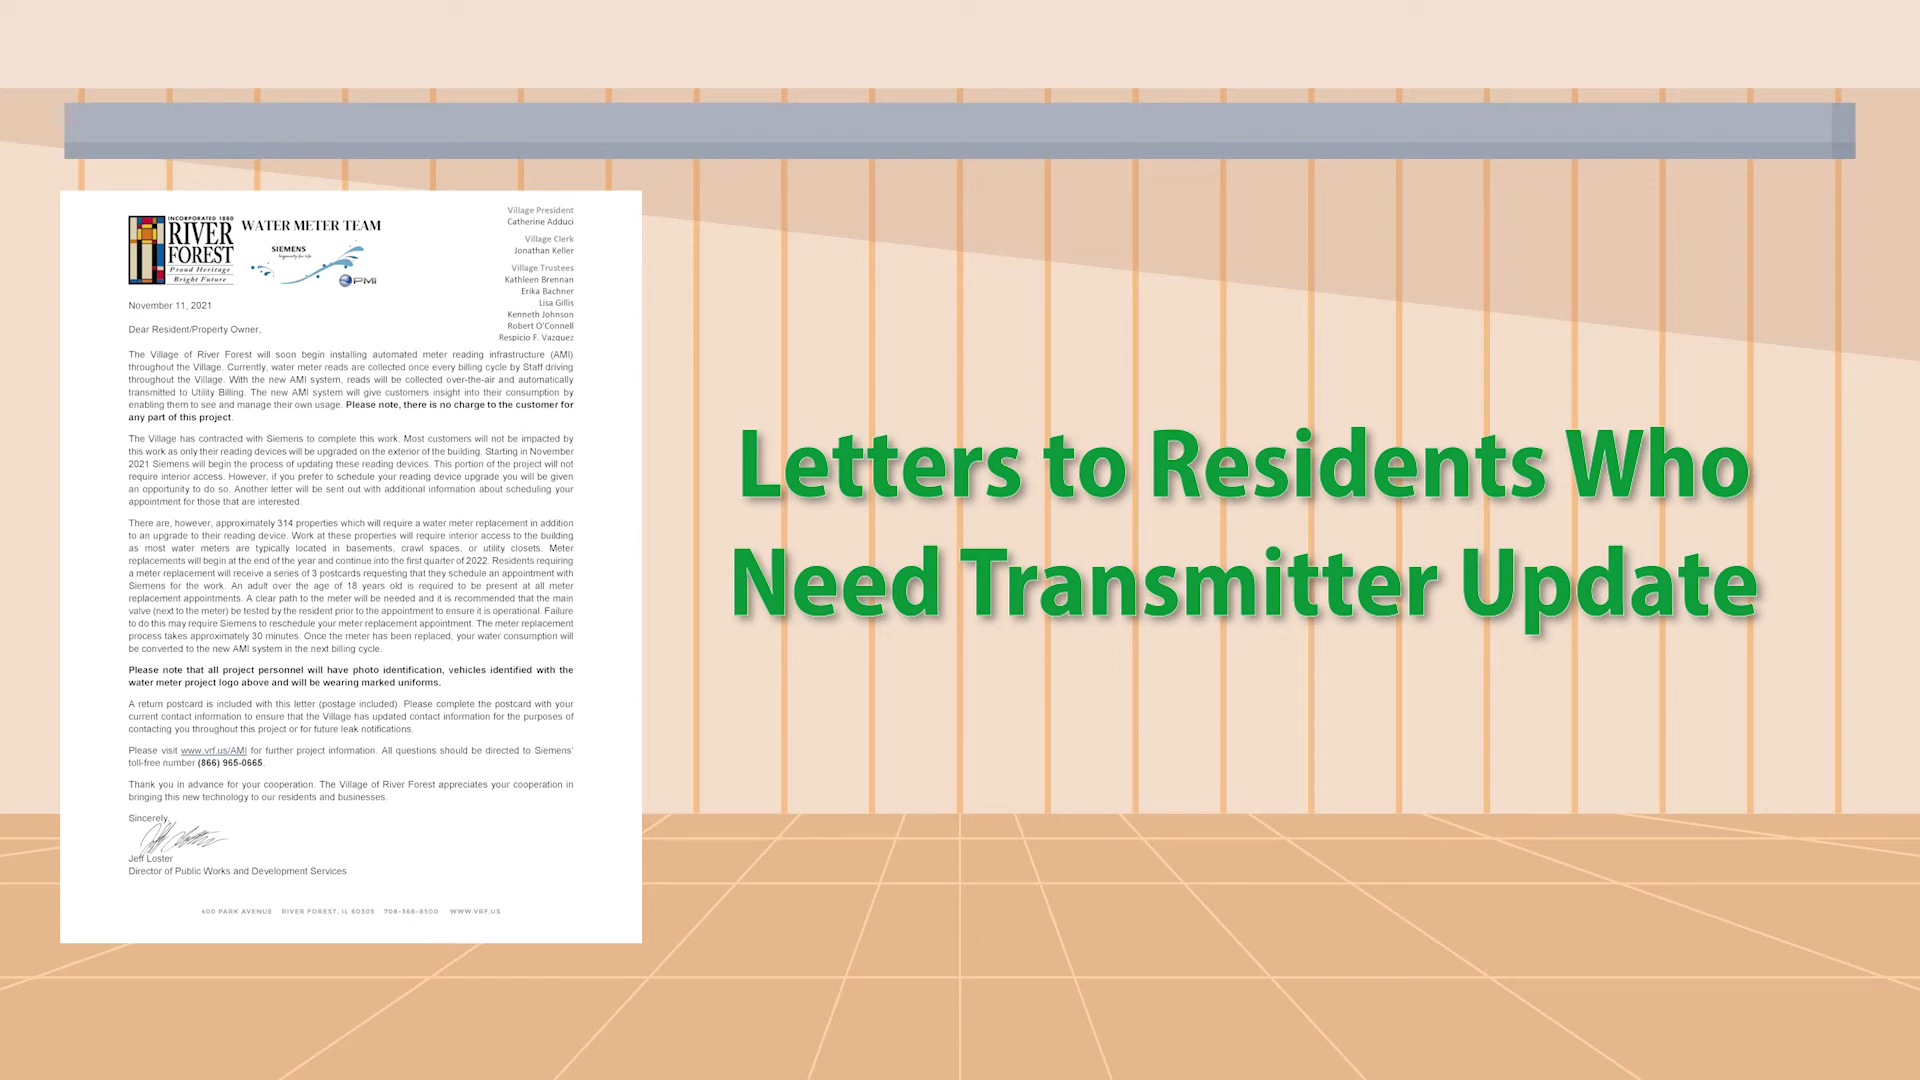 INCORPORATED 1880
RIVER
FOREST
Proud Heritage
Bright Future
WATER METER TEAM
SIEMENS
Ingenuity for life
PMI
Village President
Catherine Adduci
Village Clerk
Jonathan Keller
Village Trustees
Kathleen Brennan
Erika Bachner
Lisa Gillis
Kenneth Johnson
Robert O'Connell
Respicio F. Vazquez
November 11, 2021
Dear Resident/Property Owner,
The Village of River Forest will soon begin installing automated meter reading infrastructure (AMI)
throughout the Village. Currently, water meter reads are collected once every billing cycle by Staff driving
throughout the Village. With the new AMI system, reads will be collected over-the-air and automatically
transmitted to Utility Billing. The new AMI system will give customers insight into their consumption by
enabling them to see and manage their own usage. Please note, there is no charge to the customer for
any part of this project.
The Village has contracted with Siemens to complete this work. Most customers will not be impacted by
this work as only their reading devices will be upgraded on the exterior of the building. Starting in November
2021 Siemens will begin the process of updating these reading devices. This portion of the project will not
require interior access. However, if you prefer to schedule your reading device upgrade you will be given
an opportunity to do so. Another letter will be sent out with additional information about scheduling your
appointment for those that are interested.
There are, however, approximately 314 properties which will require a water meter replacement in addition
to an upgrade to their reading device. Work at these properties will require interior access to the building
as most water meters are typically located in basements, crawl spaces, or utility closets. Meter
replacements will begin at the end of the year and continue into the first quarter of 2022. Residents requiring
a meter replacement will receive a series of 3 postcards requesting that they schedule an appointment with
Siemens for the work. An adult over the age of 18 years old is required to be present at all meter
replacement appointments. A clear path to the meter will be needed and it is recommended that the main
valve (next to the meter) be tested by the resident prior to the appointment to ensure it is operational. Failure
to do this may require Siemens to reschedule your meter replacement appointment. The meter replacement
process takes approximately 30 minutes. Once the meter has been replaced, your water consumption will
be converted to the new AMI system in the next billing cycle.
Please note that all project personnel will have photo identification, vehicles identified with the
water meter project logo above and will be wearing marked uniforms.
A return postcard is included with this letter (postage included). Please complete the postcard with your
current contact information to ensure that the Village has updated contact information for the purposes of
contacting you throughout this project or for future leak notifications.
Please visit www.vrf.us/AMI for further project information. All questions should be directed to Siemens'
toll-free number (866) 965-0665.
Thank you in advance for your cooperation. The Village of River Forest appreciates your cooperation in
bringing this new technology to our residents and businesses.
Sincerely,
Jeff Loster
Director of Public Works and Development Services
400 PARK AVENUE RIVER FOREST, IL 60305 708-366-8500 WWW.VRF.US
Letters to Residents Who
Need Transmitter Update